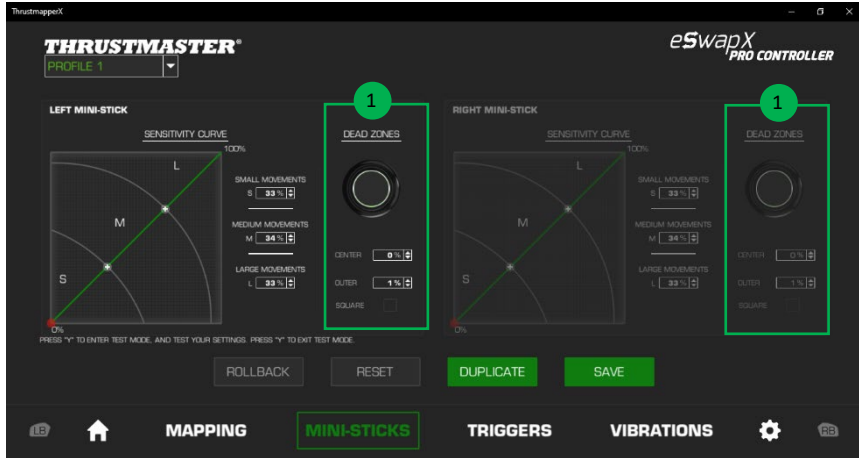 ThrustmapperX
THRUSTMASTER®
eSwapX
PRO CONTROLLER
PROFILE 1
LEFT MINI-STICK
SENSITIVITY CURVE
100%
L
M
S
0%
SMALL MOVEMENTS
S 33 %
MEDIUM MOVEMENTS
M 34 %
LARGE MOVEMENTS
L 33 %
1
DEAD ZONES
CENTER 0 %
OUTER 1 %
SQUARE
RIGHT MINI-STICK
SENSITIVITY CURVE
100%
L
M
S
0%
SMALL MOVEMENTS
S 33 %
MEDIUM MOVEMENTS
M 34 %
LARGE MOVEMENTS
L 33 %
1
DEAD ZONES
CENTER 0 %
OUTER 1 %
SQUARE
PRESS "Y" TO ENTER TEST MODE, AND TEST YOUR SETTINGS. PRESS "Y" TO EXIT TEST MODE.
ROLLBACK
RESET
DUPLICATE
SAVE
LB
MAPPING
MINI-STICKS
TRIGGERS
VIBRATIONS
RB